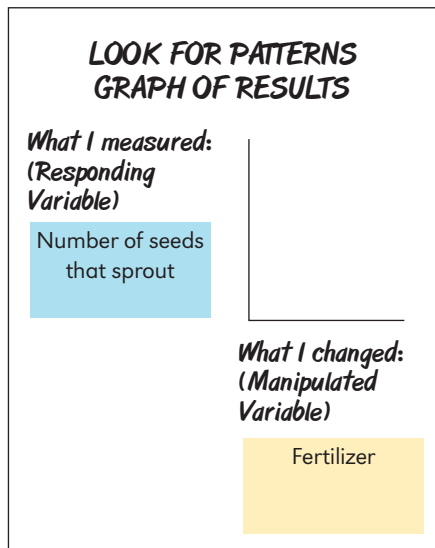 LOOK FOR PATTERNS
GRAPH OF RESULTS
What I measured:
(Responding
Variable)
Number of seeds
that sprout
What I changed:
(Manipulated
Variable)
Fertilizer